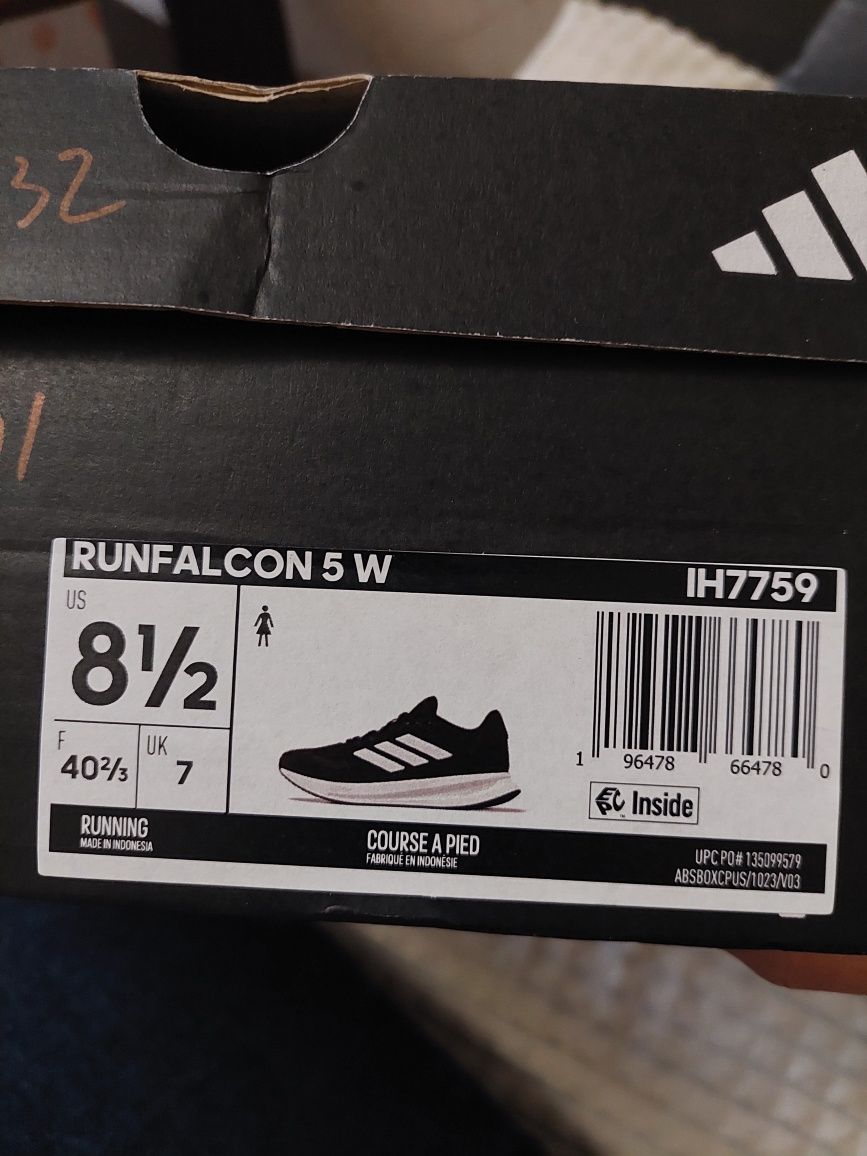 32
RUNFALCON 5 W
IH7759
US
8½
F
40⅔
UK
7
1 96478 66478 0
EPC Inside
RUNNING
MADE IN INDONESIA
COURSE A PIED
FABRIQUÉ EN INDONÉSIE
UPC PO# 135099579
ABSBOXCPUS/1023/V03